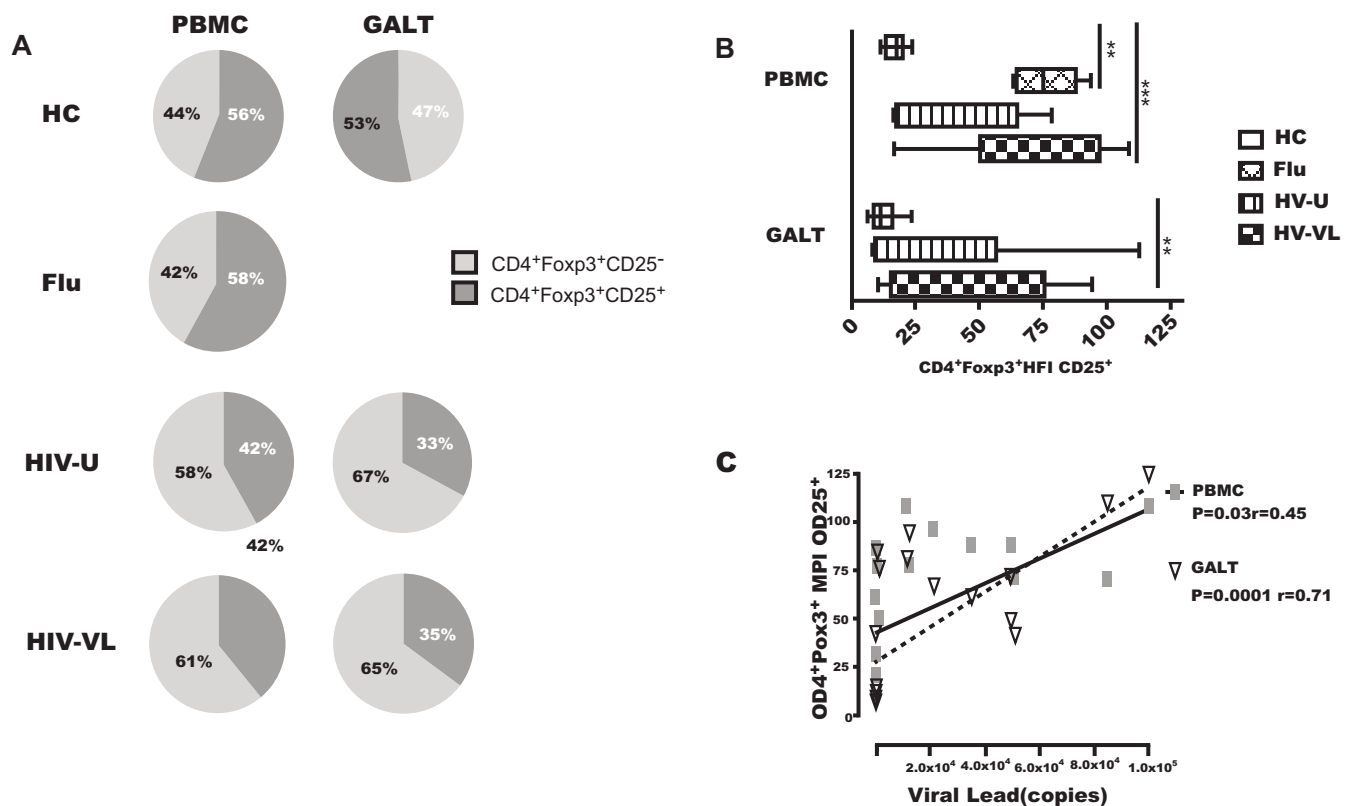 A
PBMC
GALT
HC
44%
56%
53%
47%
Flu
42%
58%
CD4⁺Foxp3⁺CD25⁻
CD4⁺Foxp3⁺CD25⁺
HIV-U
58%
42%
67%
33%
42%
HIV-VL
61%
65%
35%
B
PBMC
GALT
**
***
**
HC
Flu
HV-U
HV-VL
0
25
50
75
100
125
CD4⁺Foxp3⁺HFI CD25⁺
C
OD4⁺Pox3⁺ MPI OD25⁺
125
100
75
50
25
0
PBMC
P=0.03r=0.45
GALT
P=0.0001 r=0.71
2.0x10⁴ 4.0x10⁴ 6.0x10⁴ 8.0x10⁴ 1.0x10⁵
Viral Lead(copies)